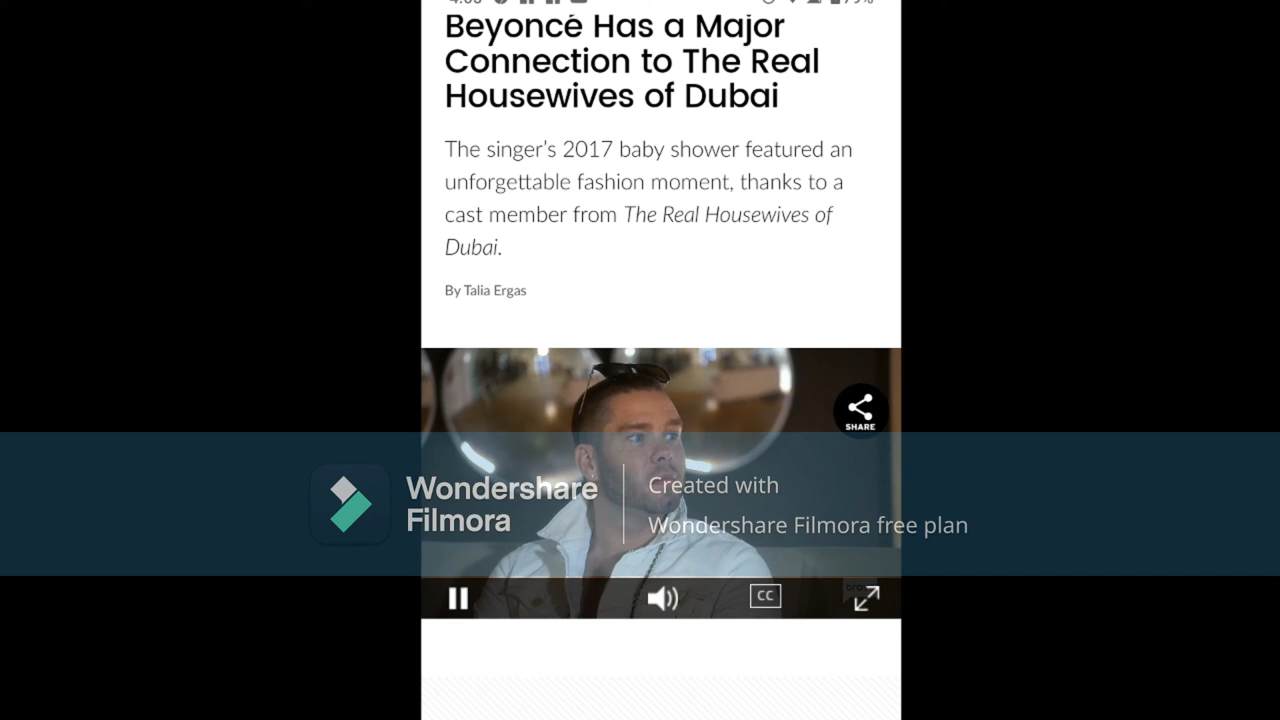 Beyoncé Has a Major
Connection to The Real
Housewives of Dubai
The singer's 2017 baby shower featured an
unforgettable fashion moment, thanks to a
cast member from The Real Housewives of
Dubai.
By Talia Ergas
SHARE
Wondershare
Filmora
Created with
Wondershare Filmora free plan
CC